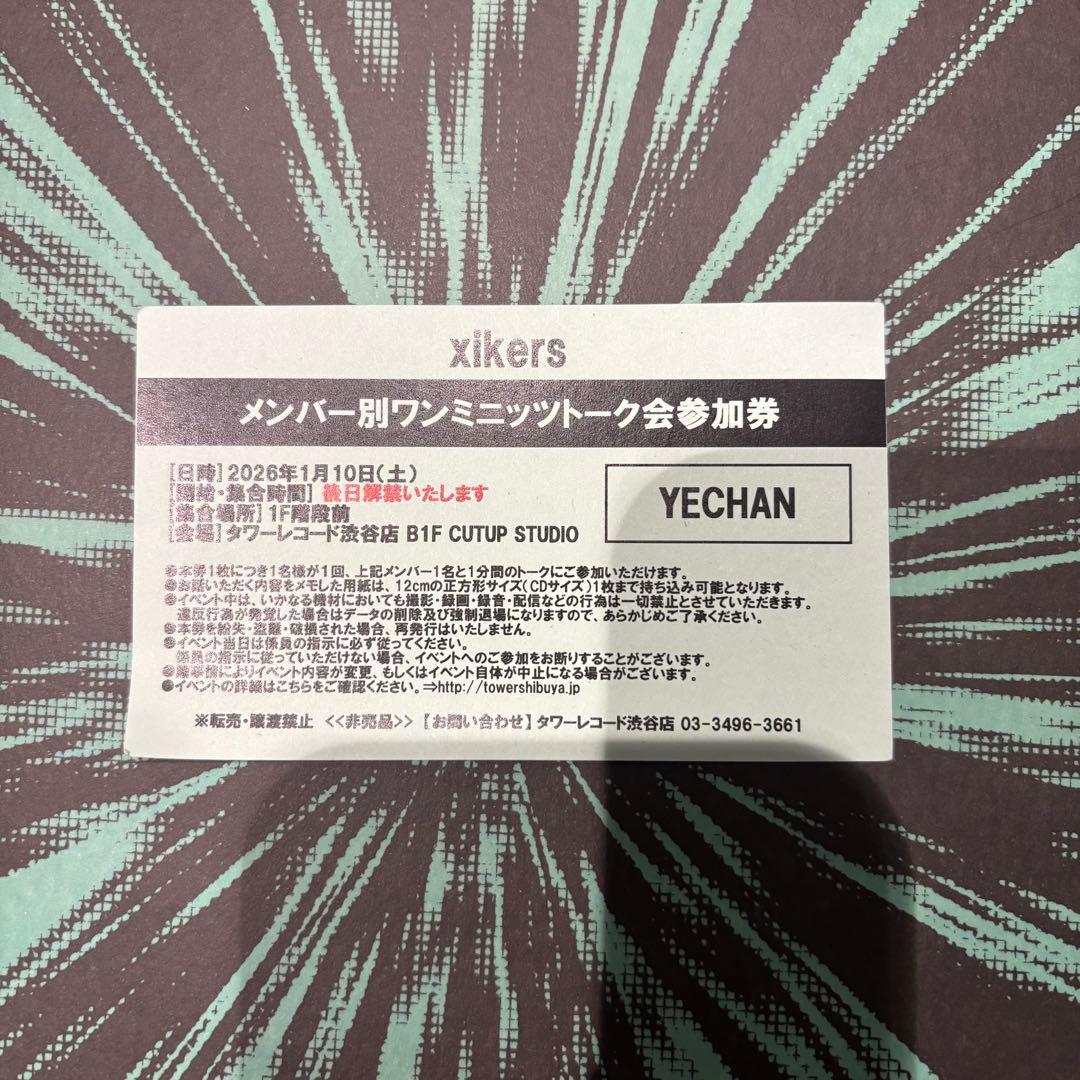 xikers
メンバー別ワンミニッツトーク会参加券
[日時] 2026年1月10日(土)
[開始・集合時間] 後日解禁いたします
[集合場所] 1F階段前
[会場] タワーレコード渋谷店 B1F CUTUP STUDIO
YECHAN
●本券1枚につき1名様が1回、上記メンバー1名と1分間のトークにご参加いただけます。
●お話いただく内容をメモした用紙は、12cmの正方形サイズ(CDサイズ)1枚まで持ち込み可能となります。
●イベント中は、いかなる機材においても撮影・録画・録音・配信などの行為は一切禁止とさせていただきます。
違反行為が発覚した場合はデータの削除及び強制退場になりますので、あらかじめご了承ください。
●本券を紛失・盗難・破損された場合、再発行はいたしません。
●イベント当日は係員の指示に必ず従ってください。
係員の指示に従っていただけない場合、イベントへのご参加をお断りすることがございます。
●諸事情によりイベント内容が変更、もしくはイベント自体が中止になる場合がございます。
●イベントの詳細はこちらをご確認ください。⇒http://towershibuya.jp
※転売・譲渡禁止 <<非売品>> 【お問い合わせ】タワーレコード渋谷店 03-3496-3661